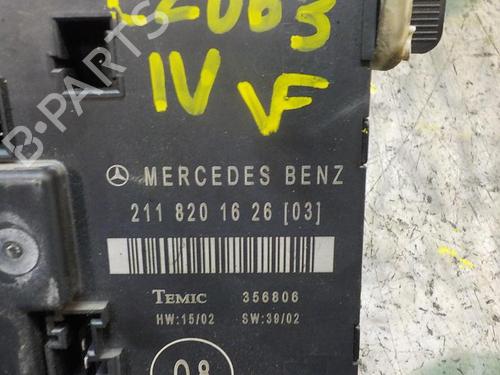 IV VF
MERCEDES BENZ
211 820 16 26 [03]
TEMIC 356806
HW:15/02 SW:39/02
08
B-PARTS